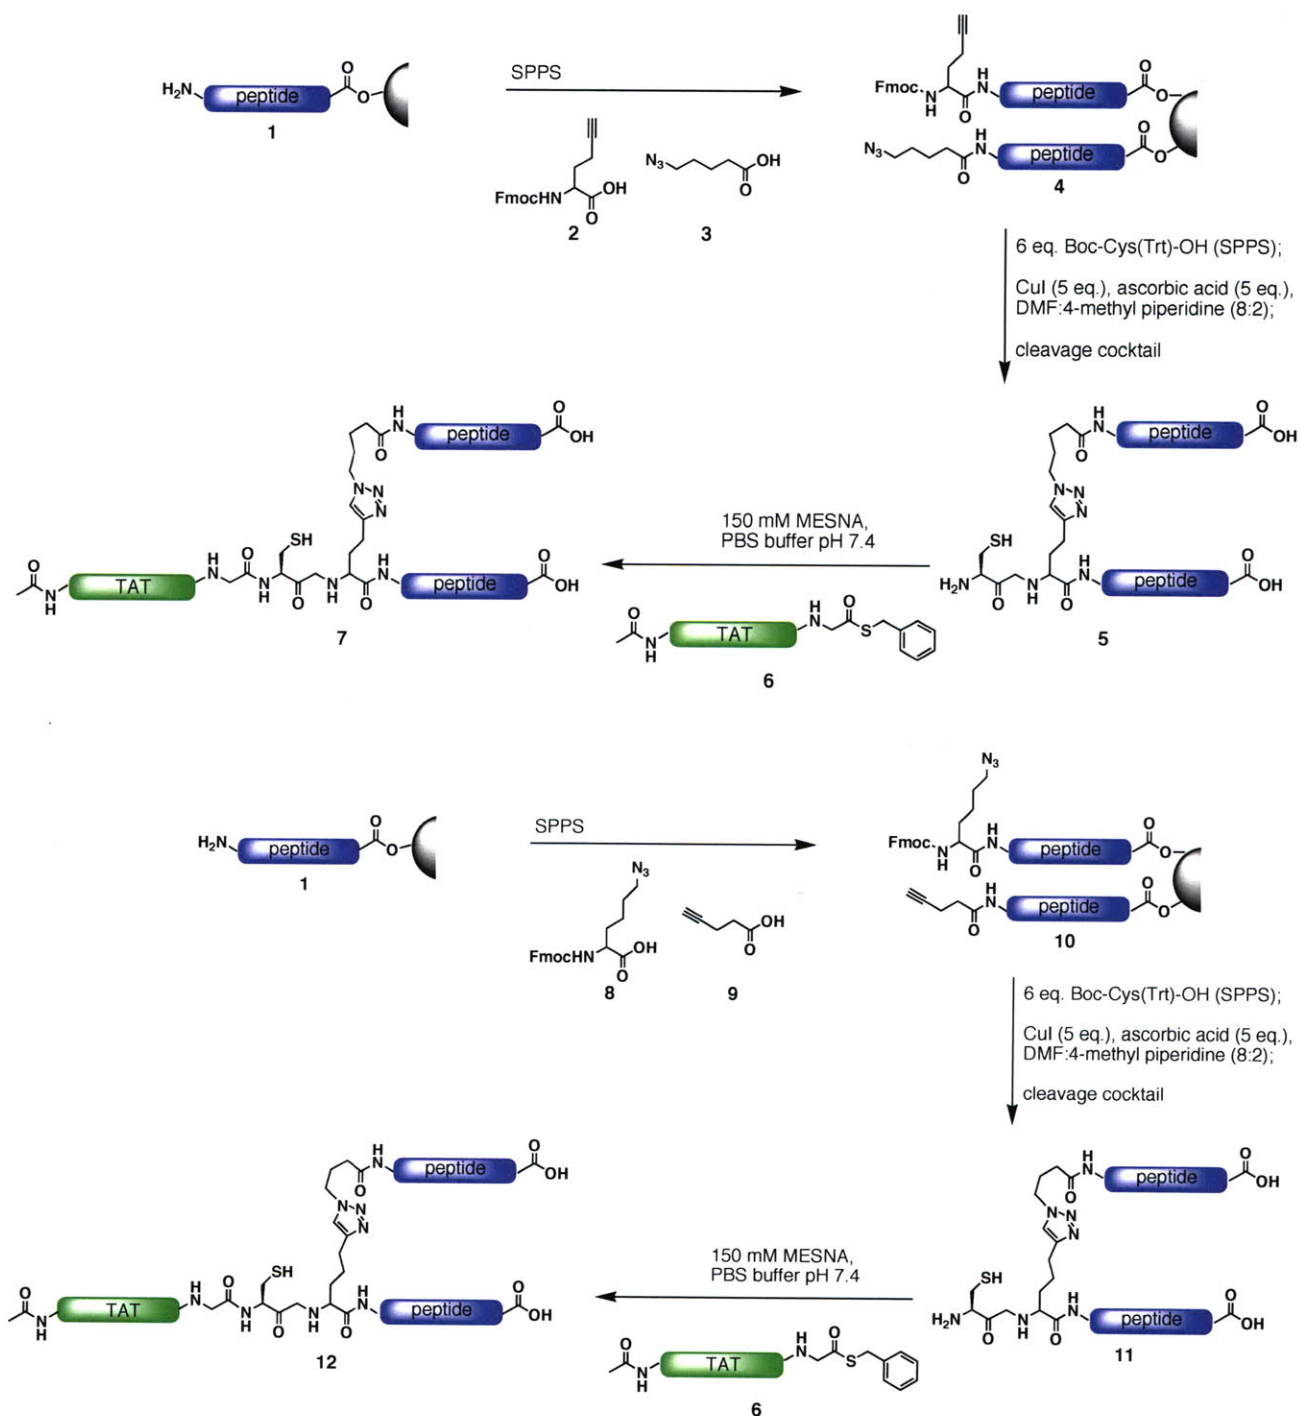 SPPS
H₂N
peptide
O
O
1
FmocHN
OH
O
2
N₃
OH
O
3
Fmoc
N
H
O
H
N
peptide
O
O
N₃
O
H
N
peptide
O
O
4
6 eq. Boc-Cys(Trt)-OH (SPPS);
CuI (5 eq.), ascorbic acid (5 eq.),
DMF:4-methyl piperidine (8:2);
cleavage cocktail
O
H
N
peptide
O
OH
N
N
N
SH
O
N
H
TAT
H
N
O
N
H
O
N
H
O
H
N
peptide
O
OH
7
150 mM MESNA,
PBS buffer pH 7.4
O
N
H
TAT
H
N
O
S
6
O
H
N
peptide
O
OH
N
N
N
SH
H₂N
O
N
H
O
H
N
peptide
O
OH
5
SPPS
H₂N
peptide
O
O
1
N₃
FmocHN
OH
O
8
OH
O
9
N₃
Fmoc
N
H
O
H
N
peptide
O
O
O
H
N
peptide
O
O
10
6 eq. Boc-Cys(Trt)-OH (SPPS);
CuI (5 eq.), ascorbic acid (5 eq.),
DMF:4-methyl piperidine (8:2);
cleavage cocktail
O
H
N
peptide
O
OH
N
N
N
SH
O
N
H
TAT
H
N
O
N
H
O
N
H
O
H
N
peptide
O
OH
12
150 mM MESNA,
PBS buffer pH 7.4
O
N
H
TAT
H
N
O
S
6
O
H
N
peptide
O
OH
N
N
N
SH
H₂N
O
N
H
O
H
N
peptide
O
OH
11